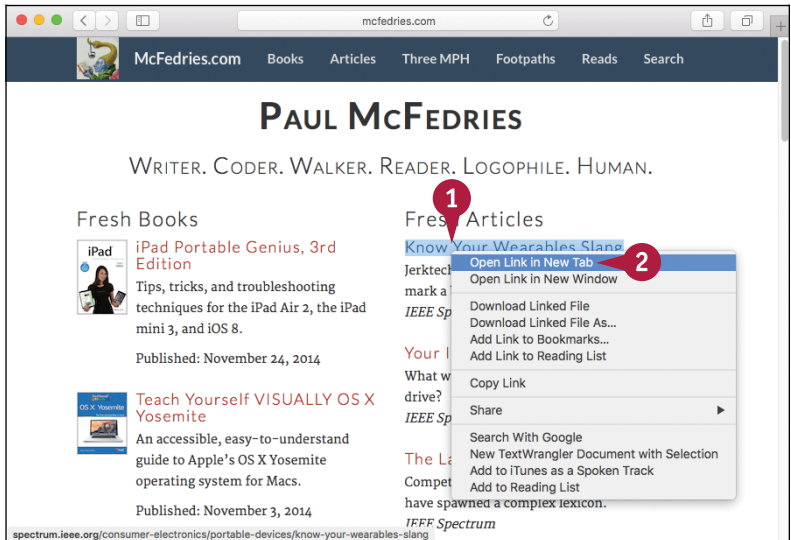 mcfedries.com
McFedries.com Books Articles Three MPH Footpaths Reads Search
PAUL MCFEDRIES
WRITER. CODER. WALKER. READER. LOGOPHILE. HUMAN.
Fresh Books
iPad
iPad Portable Genius, 3rd
Edition
Tips, tricks, and troubleshooting
techniques for the iPad Air 2, the iPad
mini 3, and iOS 8.
Published: November 24, 2014
OS X Yosemite
Teach Yourself VISUALLY OS X
Yosemite
An accessible, easy-to-understand
guide to Apple's OS X Yosemite
operating system for Macs.
Published: November 3, 2014
1
Fresh Articles
Know Your Wearables Slang
Jerktech
mark a
IEEE Sp
Your I
What w
drive?
IEEE Sp
The La
Compet
have spawned a complex lexicon.
IEEE Spectrum
Open Link in New Tab
2
Open Link in New Window
Download Linked File
Download Linked File As...
Add Link to Bookmarks...
Add Link to Reading List
Copy Link
Share
Search With Google
New TextWrangler Document with Selection
Add to iTunes as a Spoken Track
Add to Reading List
spectrum.ieee.org/consumer-electronics/portable-devices/know-your-wearables-slang